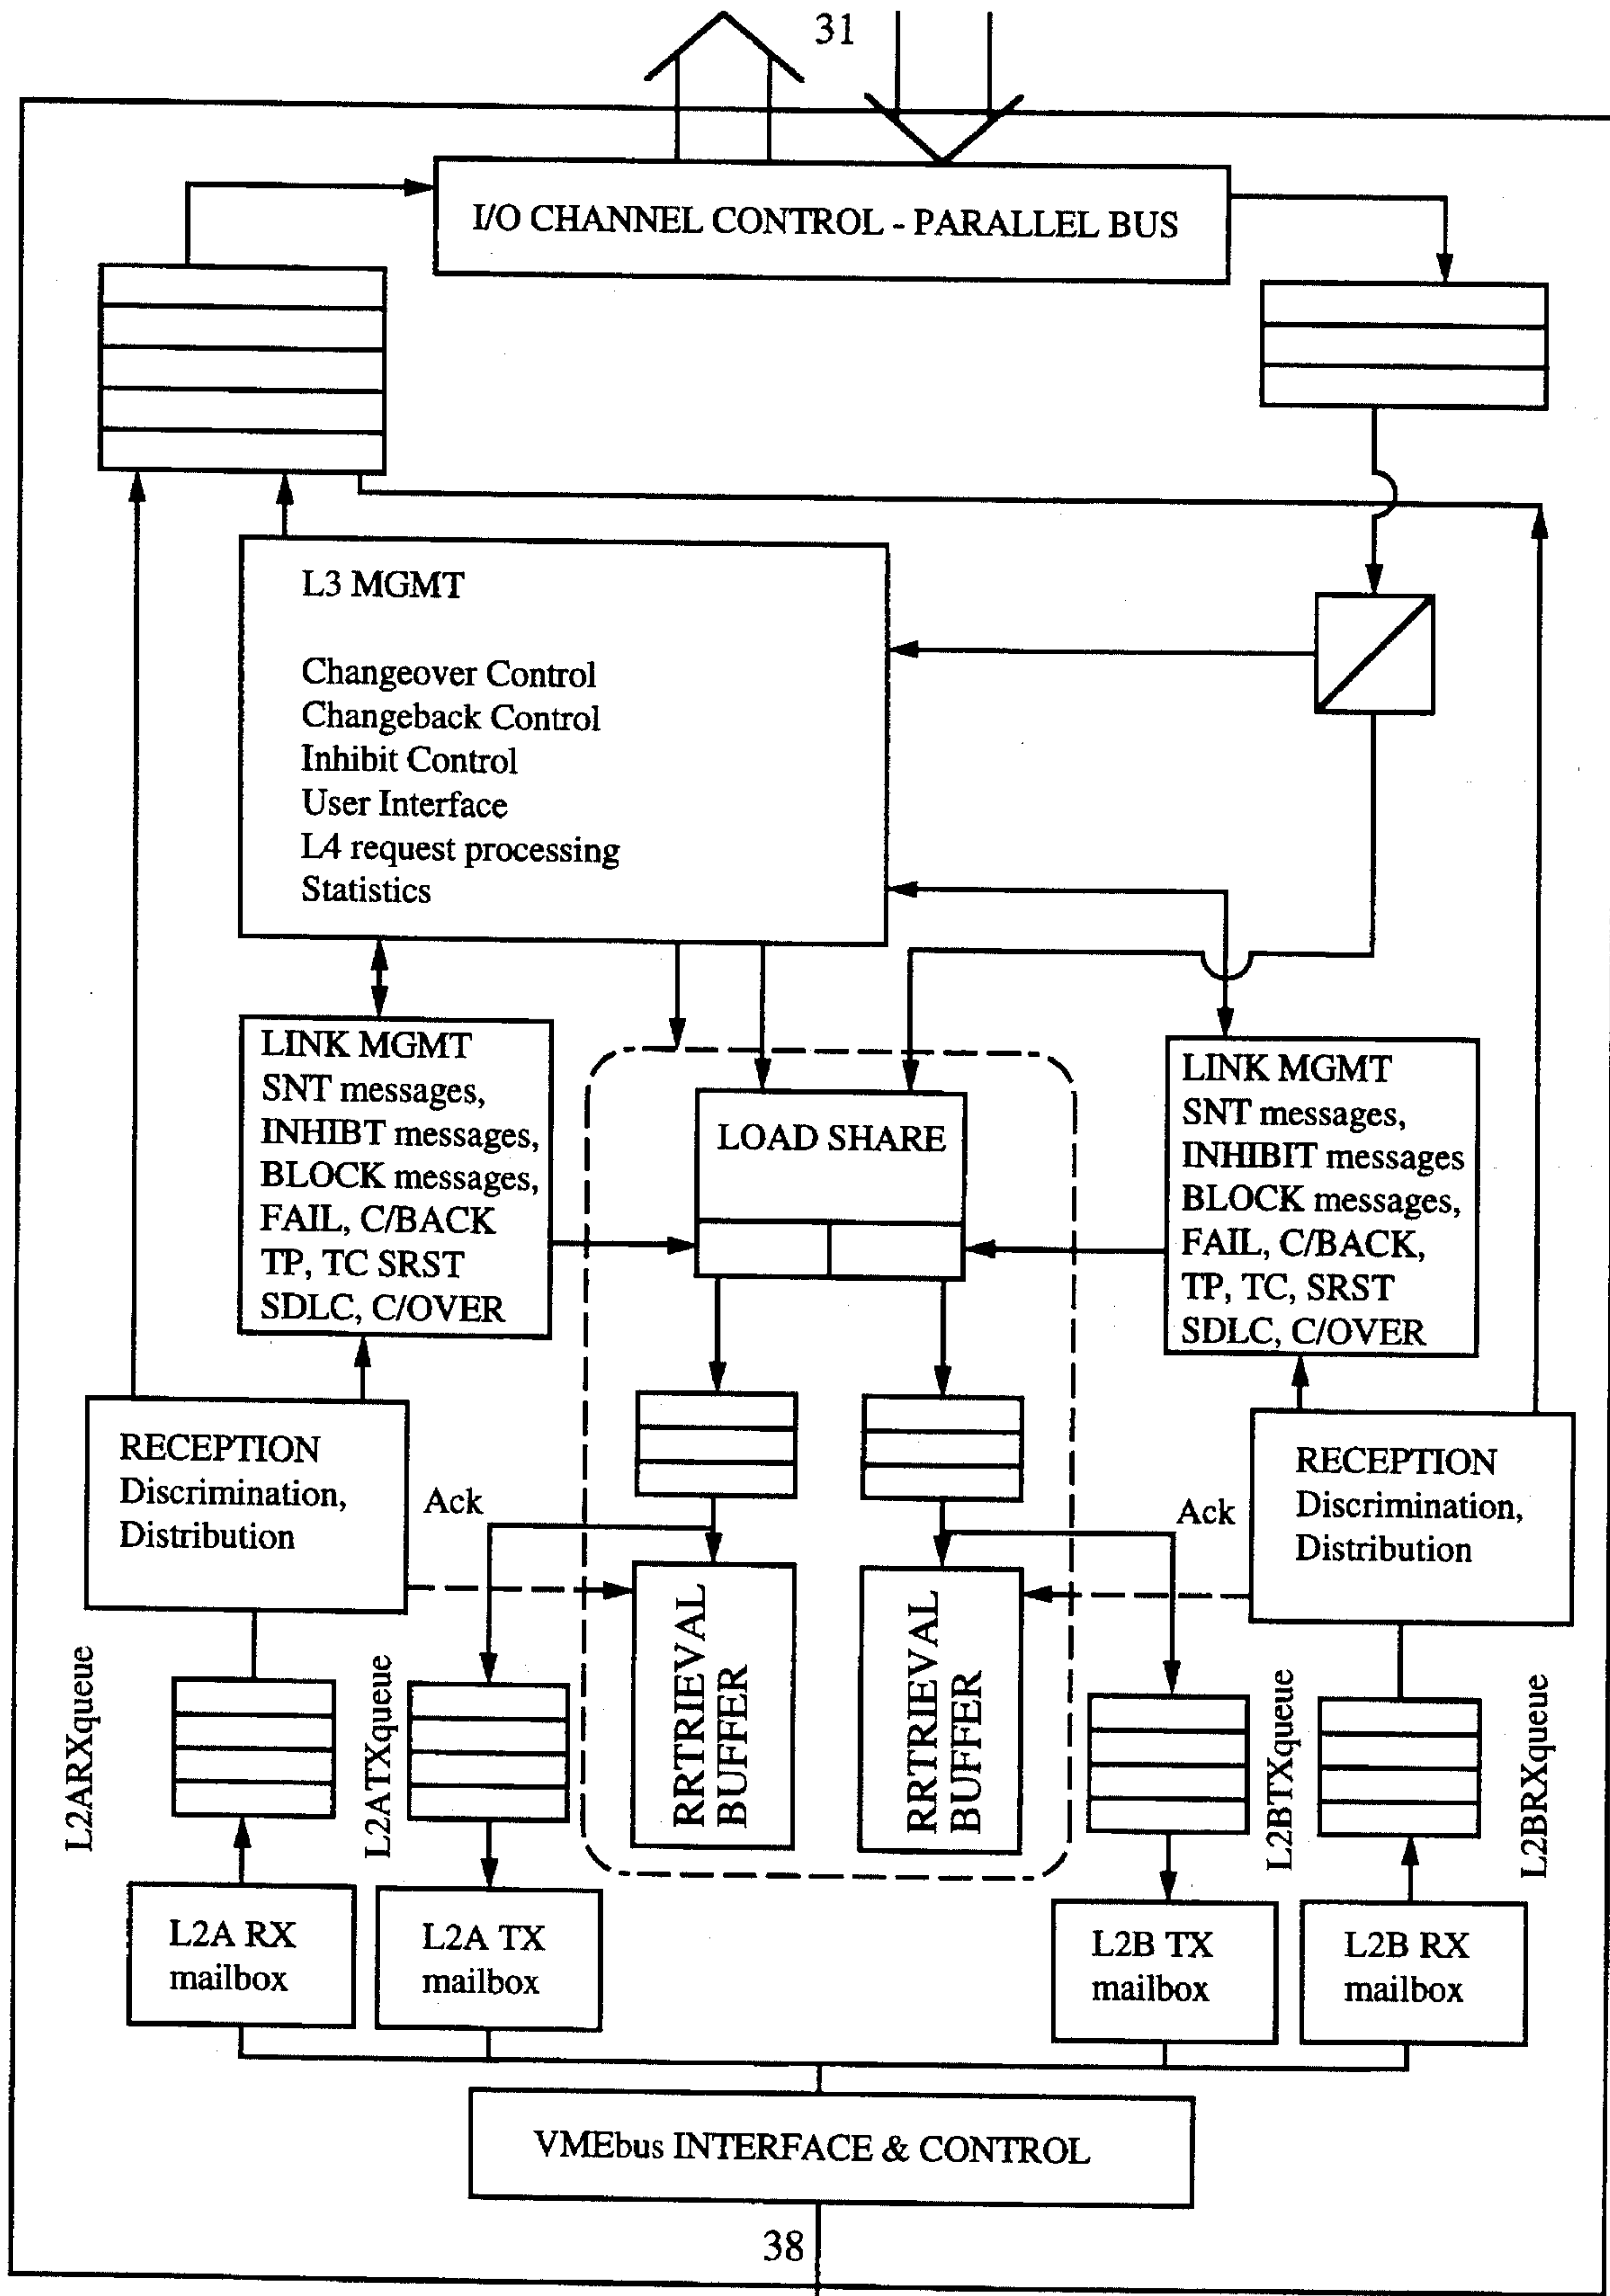 31
I/O CHANNEL CONTROL - PARALLEL BUS
L3 MGMT
Changeover Control
Changeback Control
Inhibit Control
User Interface
L4 request processing
Statistics
LINK MGMT
SNT messages,
INHIBT messages,
BLOCK messages,
FAIL, C/BACK
TP, TC SRST
SDLC, C/OVER
LOAD SHARE
LINK MGMT
SNT messages,
INHIBIT messages
BLOCK messages,
FAIL, C/BACK,
TP, TC, SRST
SDLC, C/OVER
RECEPTION
Discrimination,
Distribution
Ack
Ack
RECEPTION
Discrimination,
Distribution
L2ARXqueue
L2ATXqueue
RRTRIEVAL
BUFFER
RRTRIEVAL
BUFFER
L2BTXqueue
L2BRXqueue
L2A RX
mailbox
L2A TX
mailbox
L2B TX
mailbox
L2B RX
mailbox
VMEbus INTERFACE & CONTROL
38